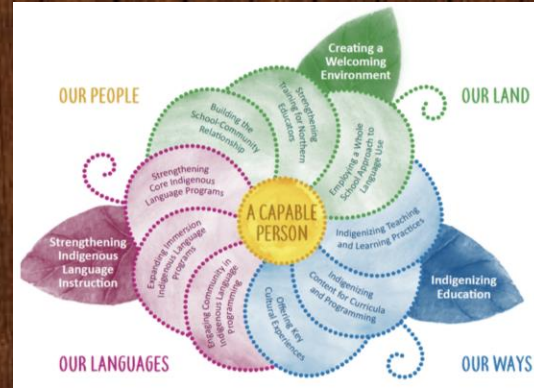 Creating a
Welcoming
Environment
OUR PEOPLE
OUR LAND
Building the
School-Community
Relationship
Strengthening
Training for Northern
Educators
Employing a Whole
School Approach to
Language Use
Strengthening
Core Indigenous
Language Programs
A CAPABLE
PERSON
Indigenizing Teaching
and Learning Practices
Strengthening
Indigenous
Language
Instruction
Expanding Immersion
Indigenous Language
Programs
Engaging Community in
Indigenous Language
Programming
Offering Key
Cultural Experiences
Indigenizing
Content for Curricula
and Programming
Indigenizing
Education
OUR LANGUAGES
OUR WAYS